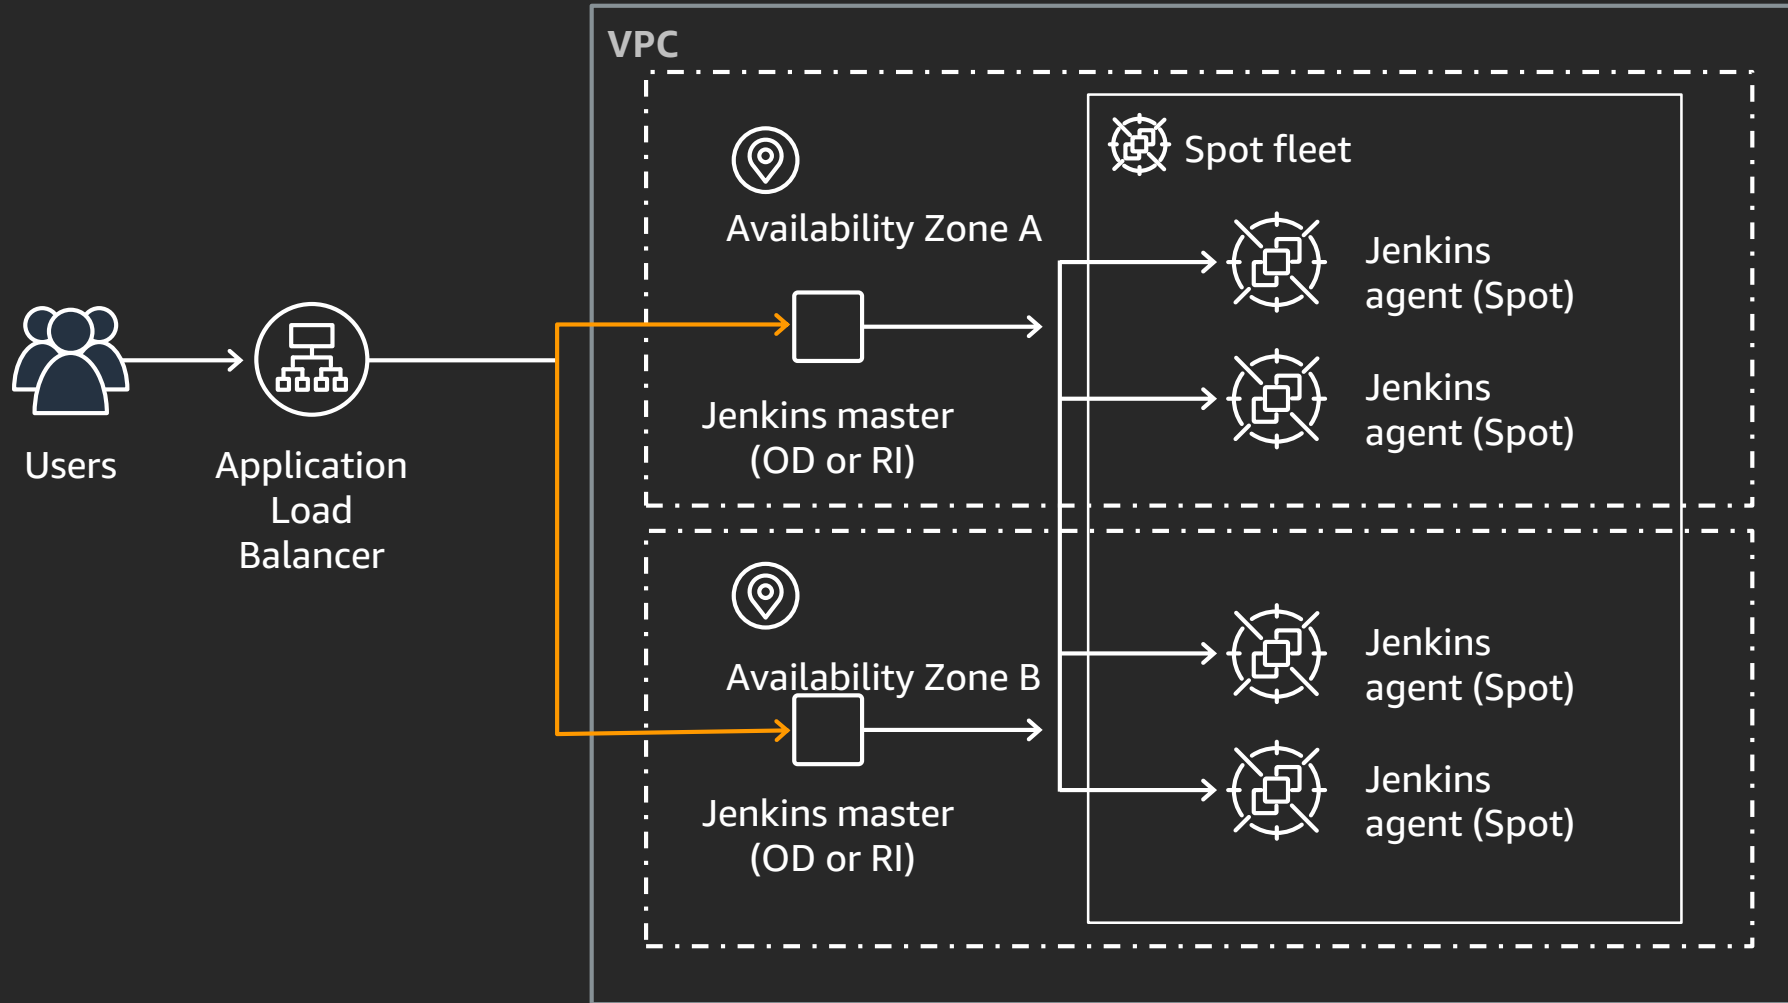 VPC
Spot fleet
Availability Zone A
Jenkins
agent (Spot)
Jenkins
agent (Spot)
Jenkins master
(OD or RI)
Users
Application
Load
Balancer
Availability Zone B
Jenkins
agent (Spot)
Jenkins
agent (Spot)
Jenkins master
(OD or RI)